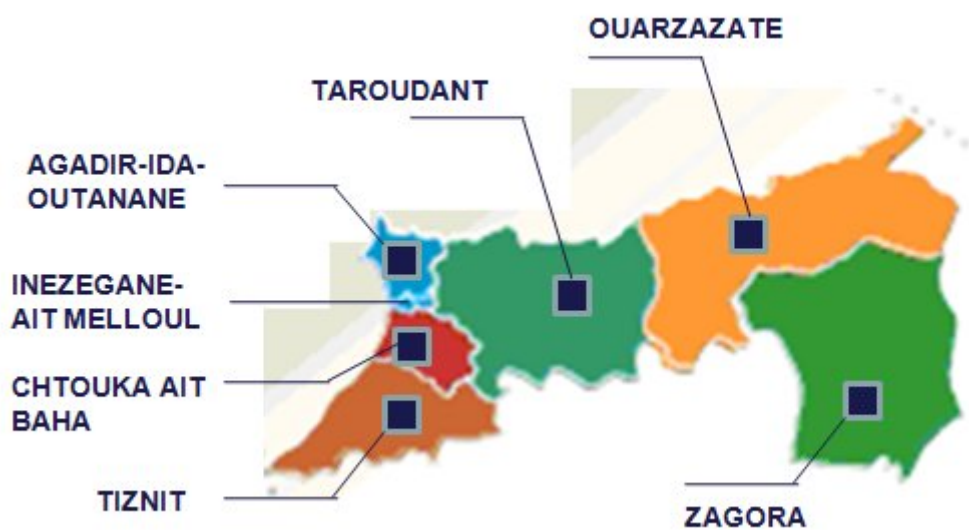 OUARZAZATE
TAROUDANT
AGADIR-IDA-
OUTANANE
INEZEGANE-
AIT MELLOUL
CHTOUKA AIT
BAHA
TIZNIT
ZAGORA